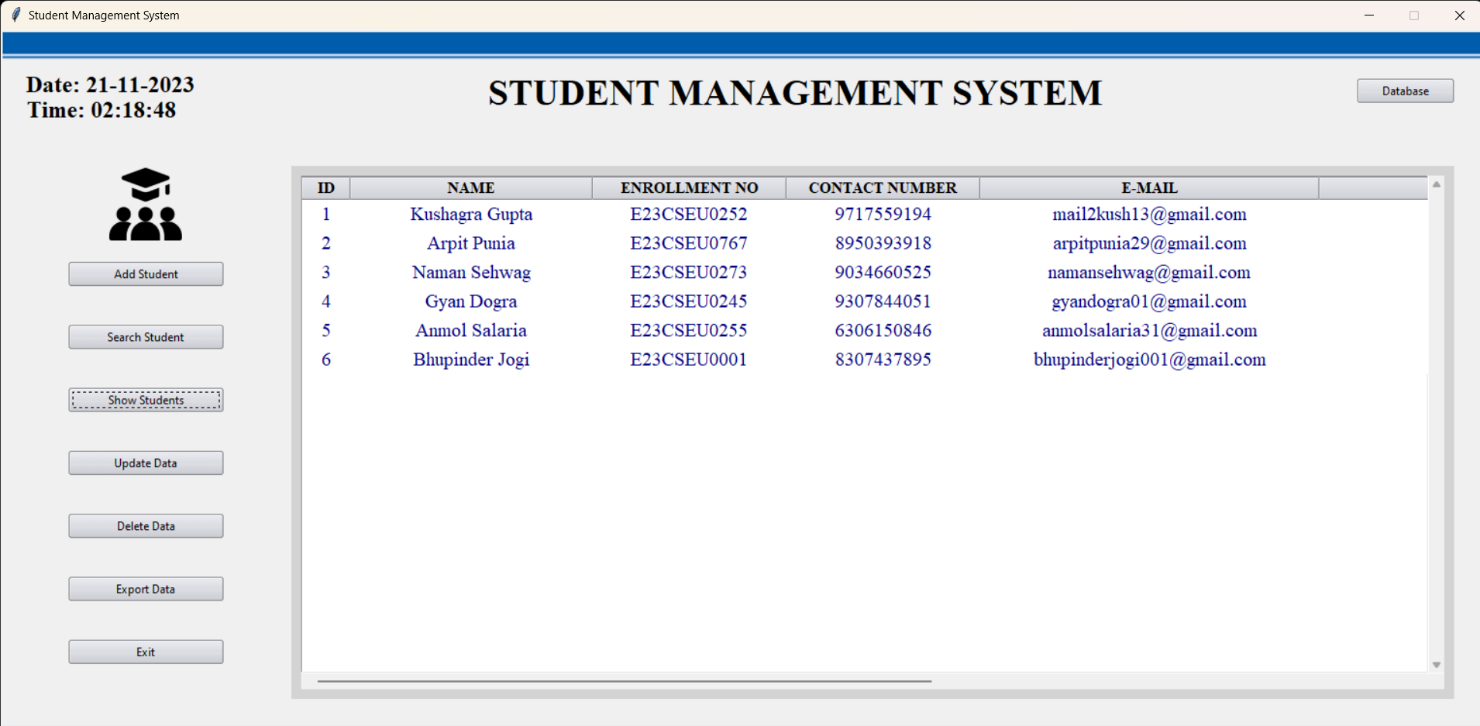 Student Management System
Date: 21-11-2023
Time: 02:18:48
STUDENT MANAGEMENT SYSTEM
Database
Add Student
Search Student
Show Students
Update Data
Delete Data
Export Data
Exit
ID NAME ENROLLMENT NO CONTACT NUMBER E-MAIL
1 Kushagra Gupta E23CSEU0252 9717559194 mail2kush13@gmail.com
2 Arpit Punia E23CSEU0767 8950393918 arpitpunia29@gmail.com
3 Naman Sehwag E23CSEU0273 9034660525 namansehwag@gmail.com
4 Gyan Dogra E23CSEU0245 9307844051 gyandogra01@gmail.com
5 Anmol Salaria E23CSEU0255 6306150846 anmolsalaria31@gmail.com
6 Bhupinder Jogi E23CSEU0001 8307437895 bhupinderjogi001@gmail.com